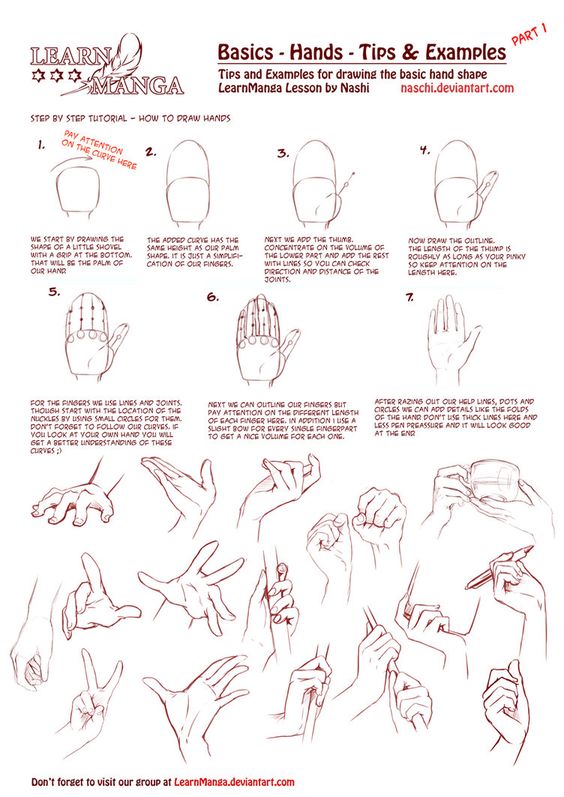 LEARN
MANGA
Basics - Hands - Tips & Examples
PART 1
Tips and Examples for drawing the basic hand shape
LearnManga Lesson by Nashi naschi.deviantart.com
STEP BY STEP TUTORIAL - HOW TO DRAW HANDS
1.
PAY ATTENTION
ON THE CURVE HERE
WE START BY DRAWING THE
SHAPE OF A LITTLE SHOVEL
WITH A GRIP AT THE BOTTOM.
THAT WILL BE THE PALM OF
OUR HAND.
2.
THE ADDED CURVE HAS THE
SAME HEIGHT AS OUR PALM
SHAPE. IT IS JUST A SIMPLIFI-
CATION OF OUR FINGERS.
3.
NEXT WE ADD THE THUMB.
CONCENTRATE ON THE VOLUME OF
THE LOWER PART AND ADD THE REST
WITH LINES SO YOU CAN CHECK
DIRECTION AND DISTANCE OF THE
JOINTS.
4.
NOW DRAW THE OUTLINE.
THE LENGTH OF THE THUMP IS
ROUGHLY AS LONG AS YOUR PINKY
SO KEEP ATTENTION ON THE
LENGTH HERE.
5.
FOR THE FINGERS WE USE LINES AND JOINTS.
THOUGH START WITH THE LOCATION OF THE
NUCKLES BY USING SMALL CIRCLES FOR THEM.
DON'T FORGET TO FOLLOW OUR CURVES. IF
YOU LOOK AT YOUR OWN HAND YOU WILL
GET A BETTER UNDERSTANDING OF THESE
CURVES ;)
6.
NEXT WE CAN OUTLINE OUR FINGERS BUT
PAY ATTENTION ON THE DIFFERENT LENGTH
OF EACH FINGER HERE. IN ADDITION I USE A
SLIGHT BOW FOR EVERY SINGLE FINGERPART
TO GET A NICE VOLUME FOR EACH ONE.
7.
AFTER RAZING OUT OUR HELP LINES, DOTS AND
CIRCLES WE CAN ADD DETAILS LIKE THE FOLDS
OF THE HAND DON'T USE THICK LINES HERE AND
LESS PEN PREASSURE AND IT WILL LOOK GOOD
AT THE END.
Don't forget to visit our group at LearnManga.deviantart.com